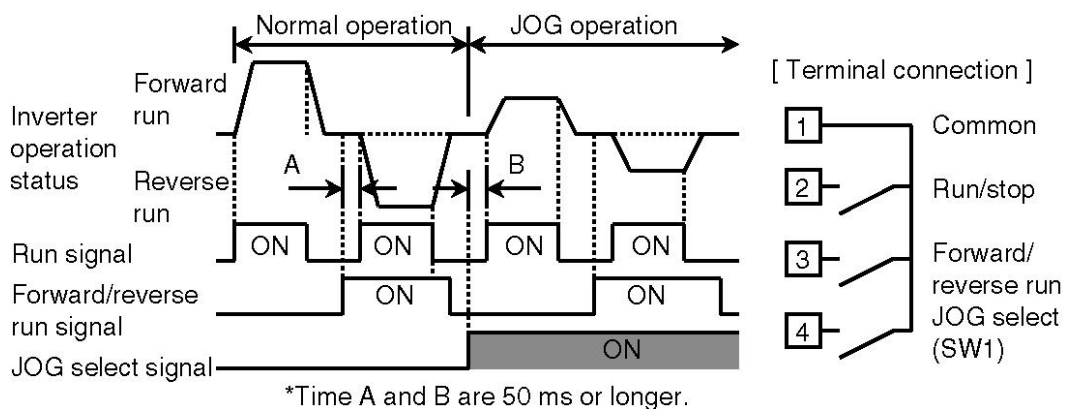 Normal operation
JOG operation
Forward
run
Inverter
operation
status
Reverse
run
A
B
Run signal
ON
ON
ON
ON
Forward/reverse
run signal
ON
ON
JOG select signal
ON
*Time A and B are 50 ms or longer.
[ Terminal connection ]
1
Common
2
Run/stop
3
Forward/
reverse run
4
JOG select
(SW1)